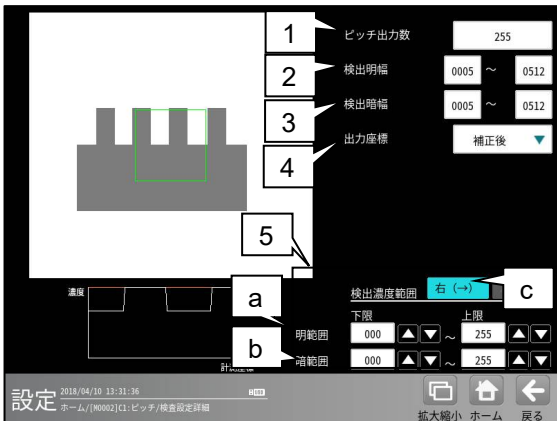 1
ピッチ出力数
255
2
検出明幅
0005 ～ 0512
3
検出暗幅
0005 ～ 0512
4
出力座標
補正後
5
濃度
a
検出濃度範囲
右 (→)
c
下限
上限
明範囲
000 ～ 255
b
暗範囲
000 ～ 255
設定
2018/04/10 13:31:36
ホーム/[M0002]C1:ピッチ/検査設定詳細
拡大縮小
ホーム
戻る